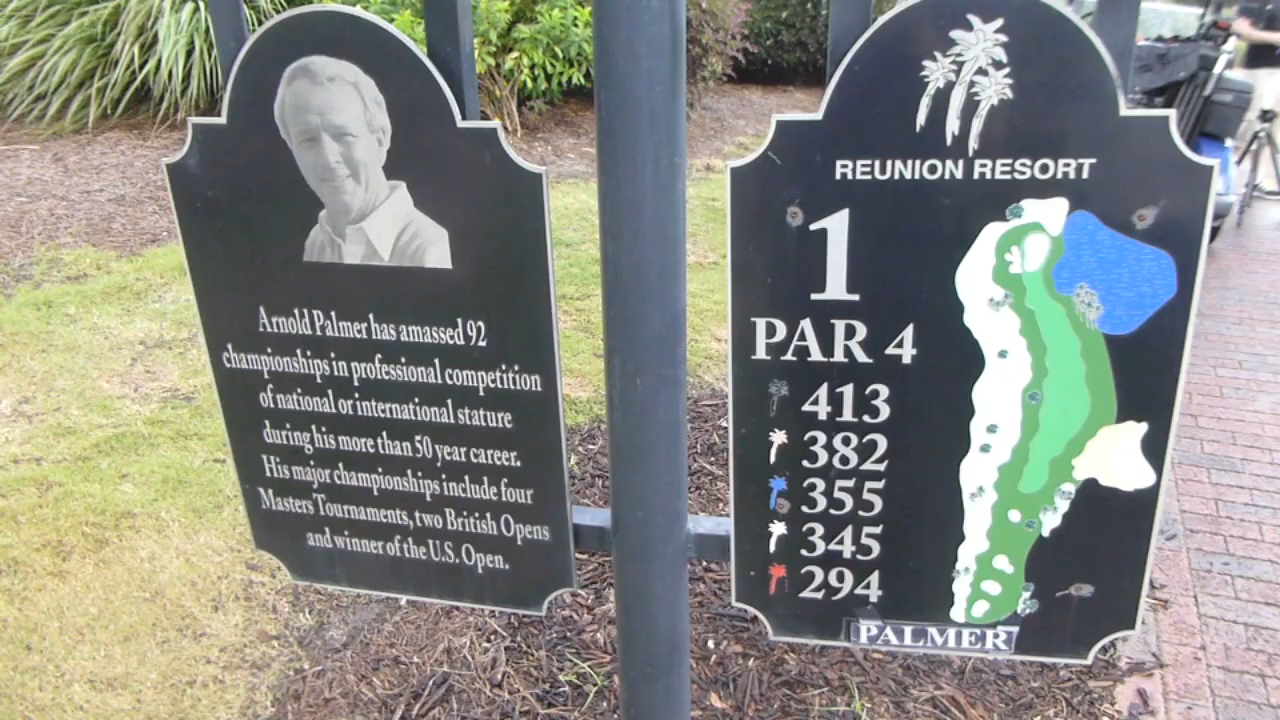 Arnold Palmer has amassed 92
championships in professional competition
of national or international stature
during his more than 50 year career.
His major championships include four
Masters Tournaments, two British Opens
and winner of the U.S. Open.
REUNION RESORT
1
PAR 4
413
382
355
345
294
PALMER